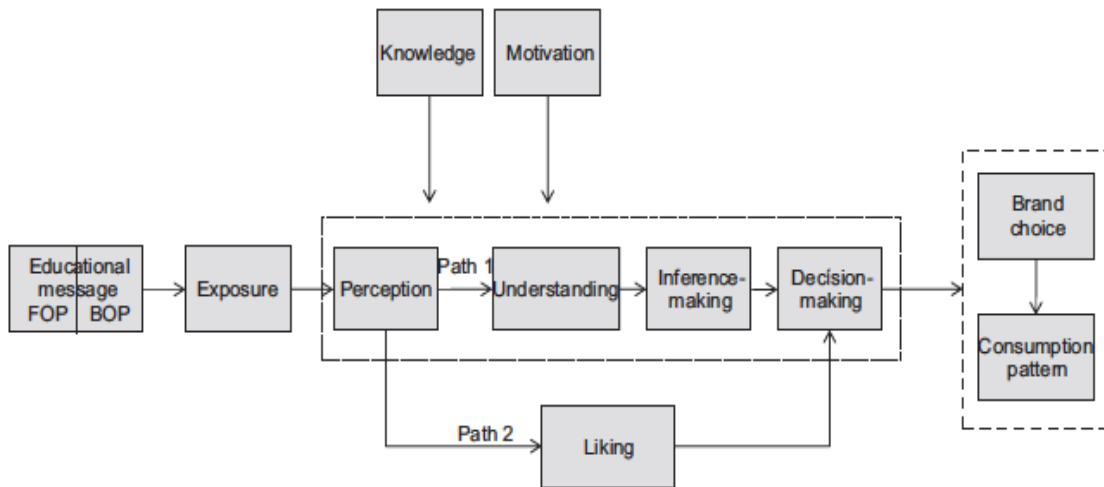 Knowledge
Motivation
Brand
choice
Educational
message
FOP BOP
Exposure
Perception
Path 1
Understanding
Inference-
making
Decision-
making
Consumption
pattern
Path 2
Liking